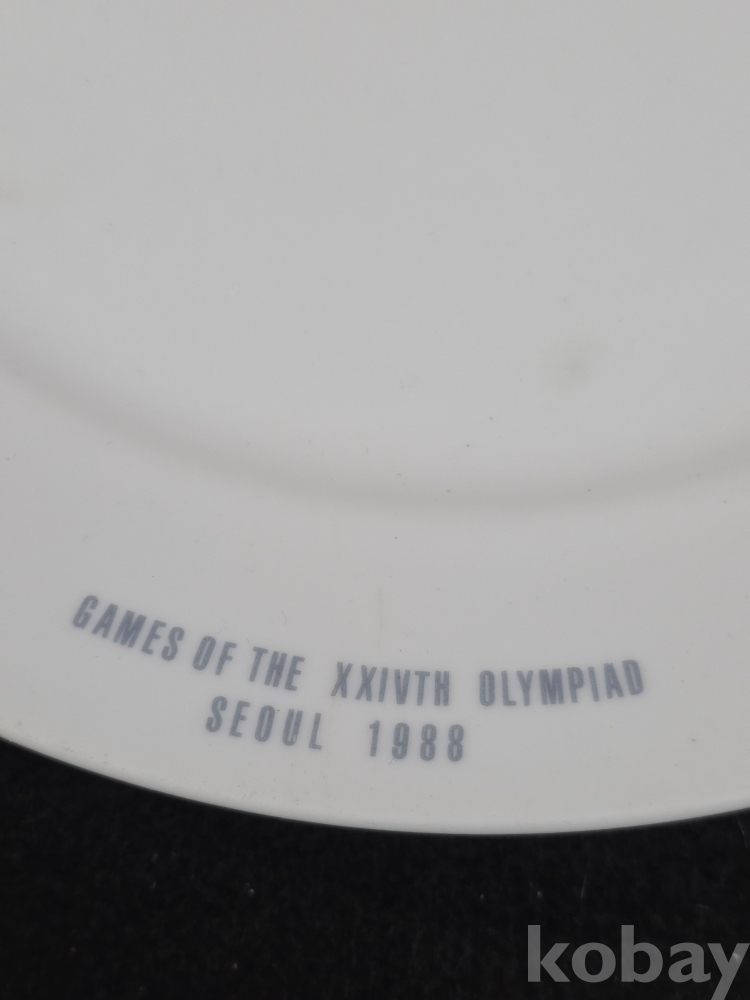 GAMES OF THE XXIVTH OLYMPIAD
SEOUL 1988
kobay